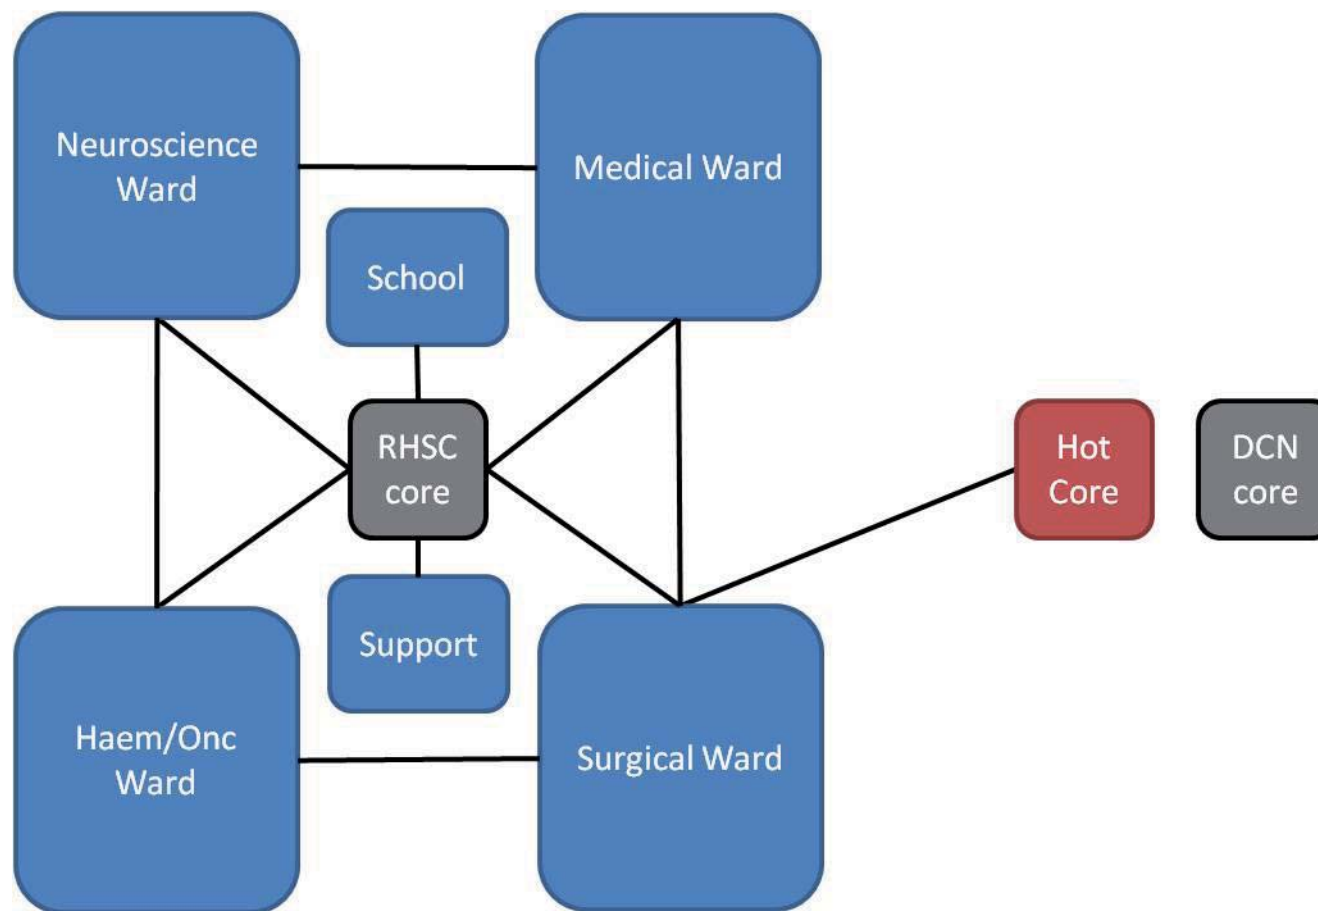 Neuroscience
Ward
Medical Ward
School
RHSC
core
Hot
Core
DCN
core
Support
Haem/Onc
Ward
Surgical Ward